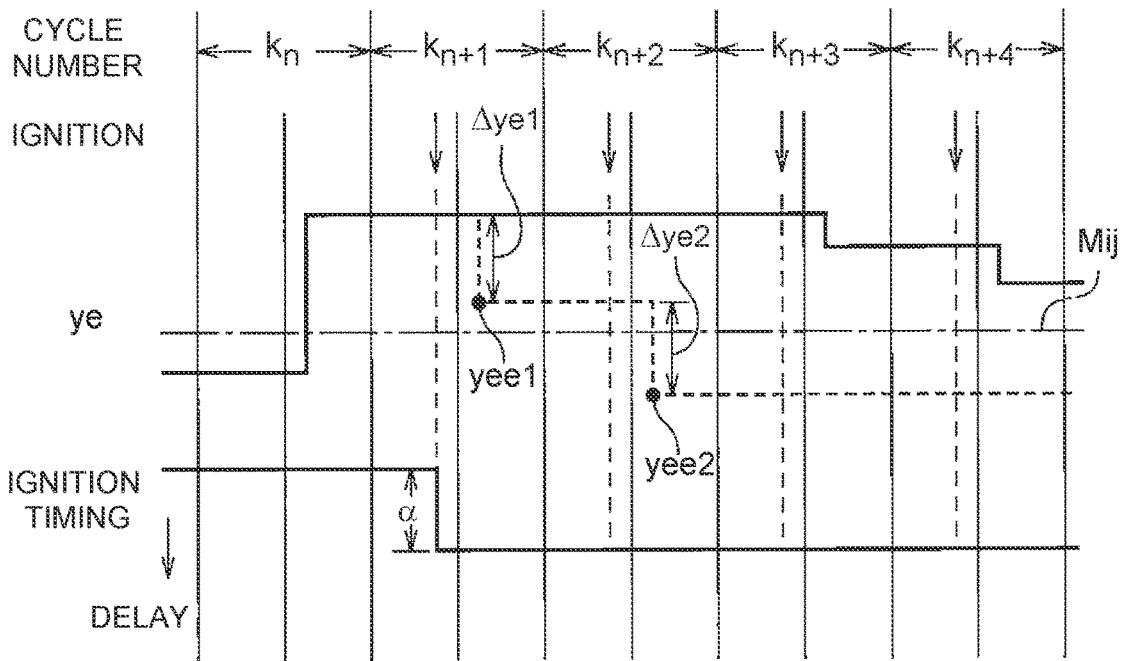 CYCLE
NUMBER
kn
kn+1
kn+2
kn+3
kn+4
IGNITION
Δye1
Δye2
Mij
ye
yee1
yee2
IGNITION
TIMING
α
DELAY